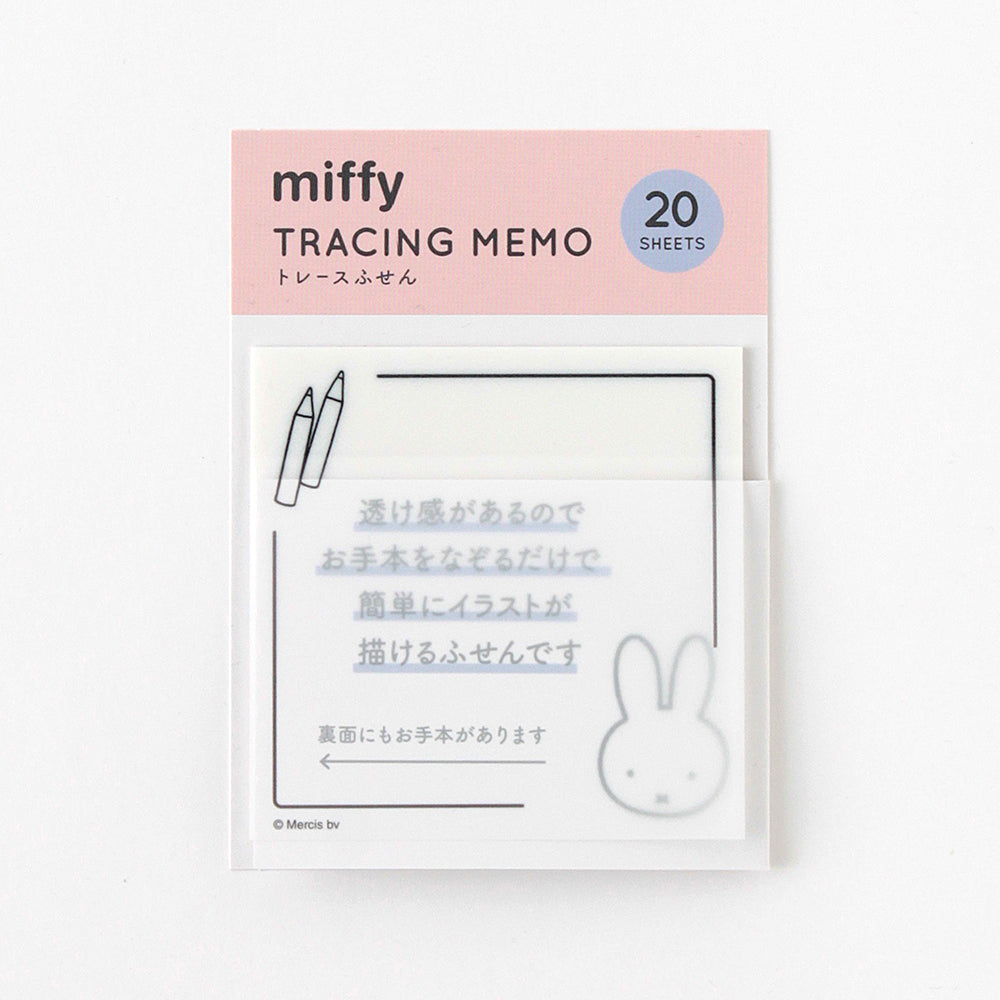 miffy
TRACING MEMO
トレースふせん
20
SHEETS
透け感があるので
お手本をなぞるだけで
簡単にイラストが
描けるふせんです
裏面にもお手本があります
© Mercis bv